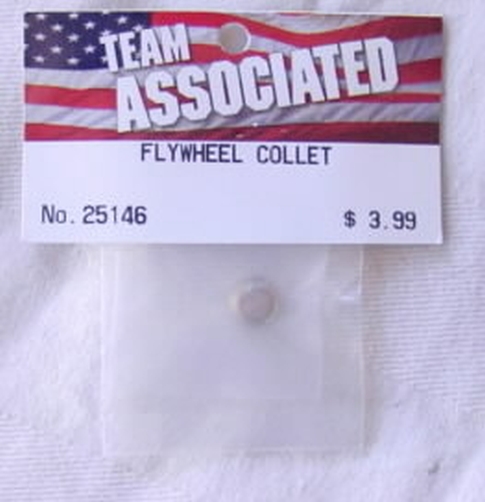 TEAM
ASSOCIATED
FLYWHEEL COLLET
No. 25146 $ 3.99